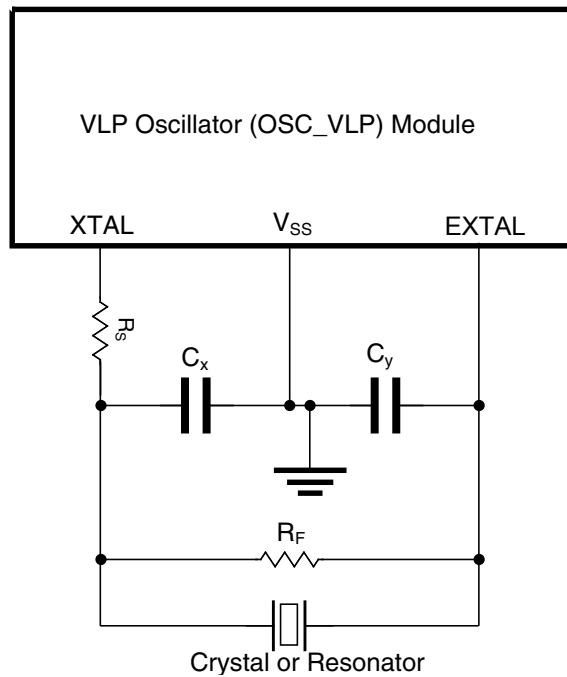 VLP Oscillator (OSC_VLP) Module
XTAL
VSS
EXTAL
RS
Cx
Cy
RF
Crystal or Resonator